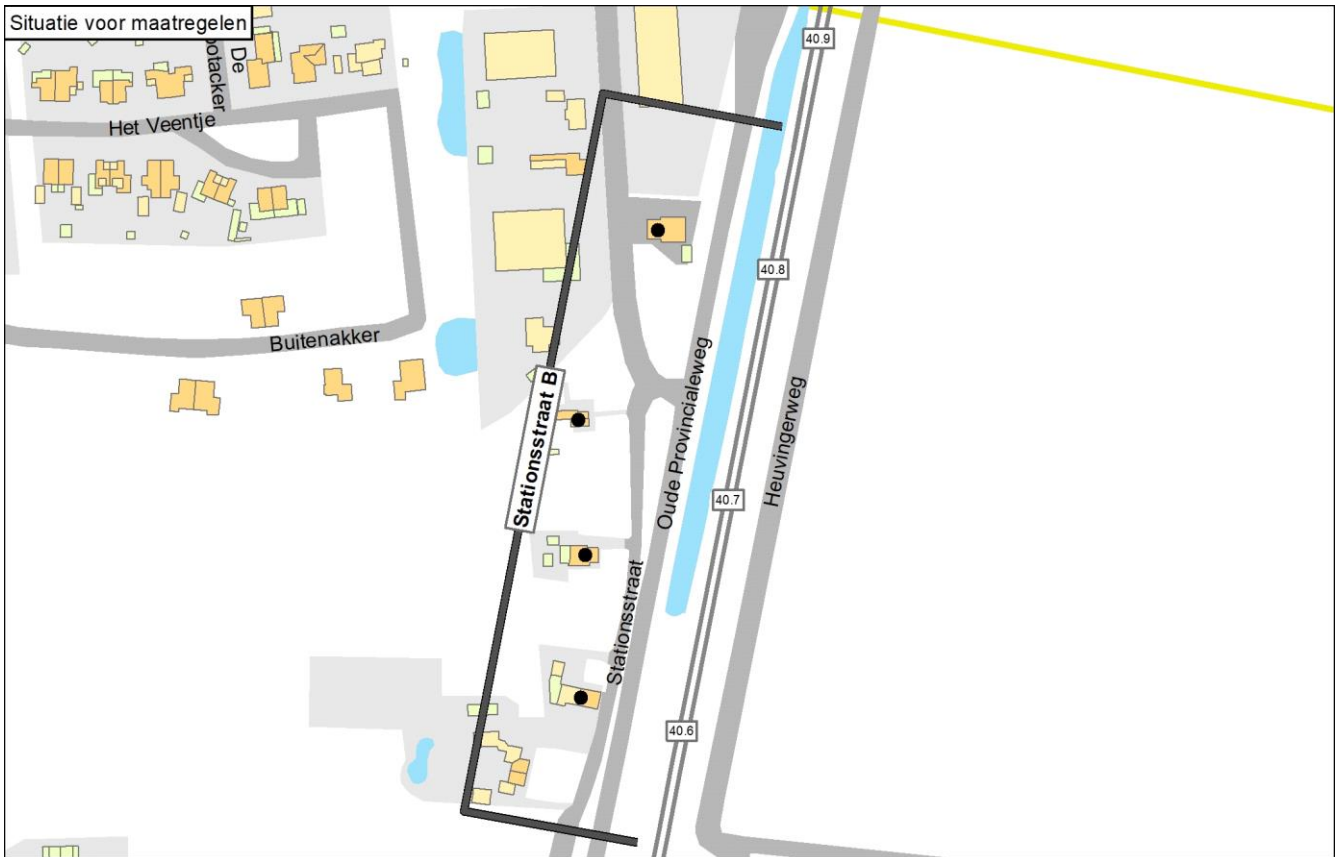 Situatie voor maatregelen
De
Het Veentje
Buitenakker
Stationsstraat B
Stationsstraat
Oude Provincialeweg
Heuvingerweg
40.9
40.8
40.7
40.6